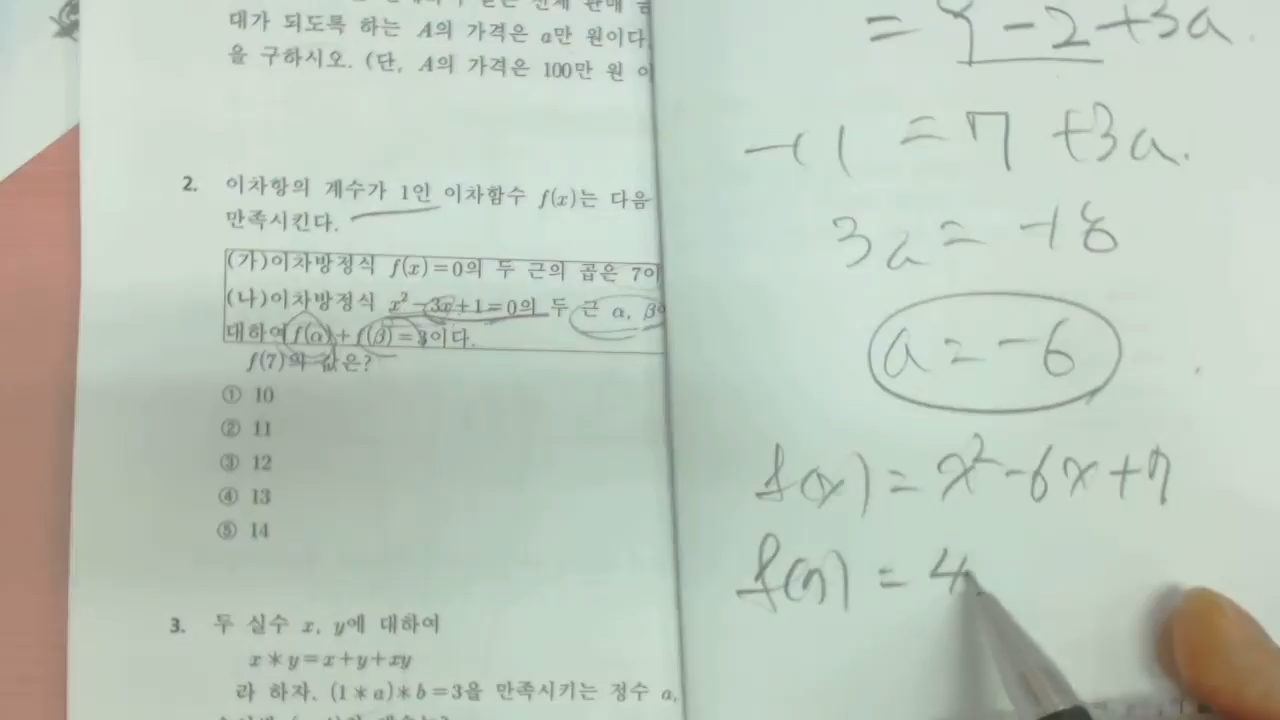 대가 되도록 하는 A의 가격은 a만 원이다.
을 구하시오. (단, A의 가격은 100만 원 이
2. 이차항의 계수가 1인 이차함수 f(x)는 다음
만족시킨다.
(가)이차방정식 f(x)=0의 두 근의 곱은 7이
(나)이차방정식 x²-3x+1=0의 두 근 α, β에
대하여 f(α)+f(β)=3이다.
f(7)의 값은?
① 10
② 11
③ 12
④ 13
⑤ 14
3. 두 실수 x, y에 대하여
x*y=x+y+xy
라 하자. (1*a)*b=3을 만족시키는 정수 a,
= 9-2+3a.
-11 = 7+3a.
3a = -18
a = -6
f(x) = x²-6x+7
f(7) = 4